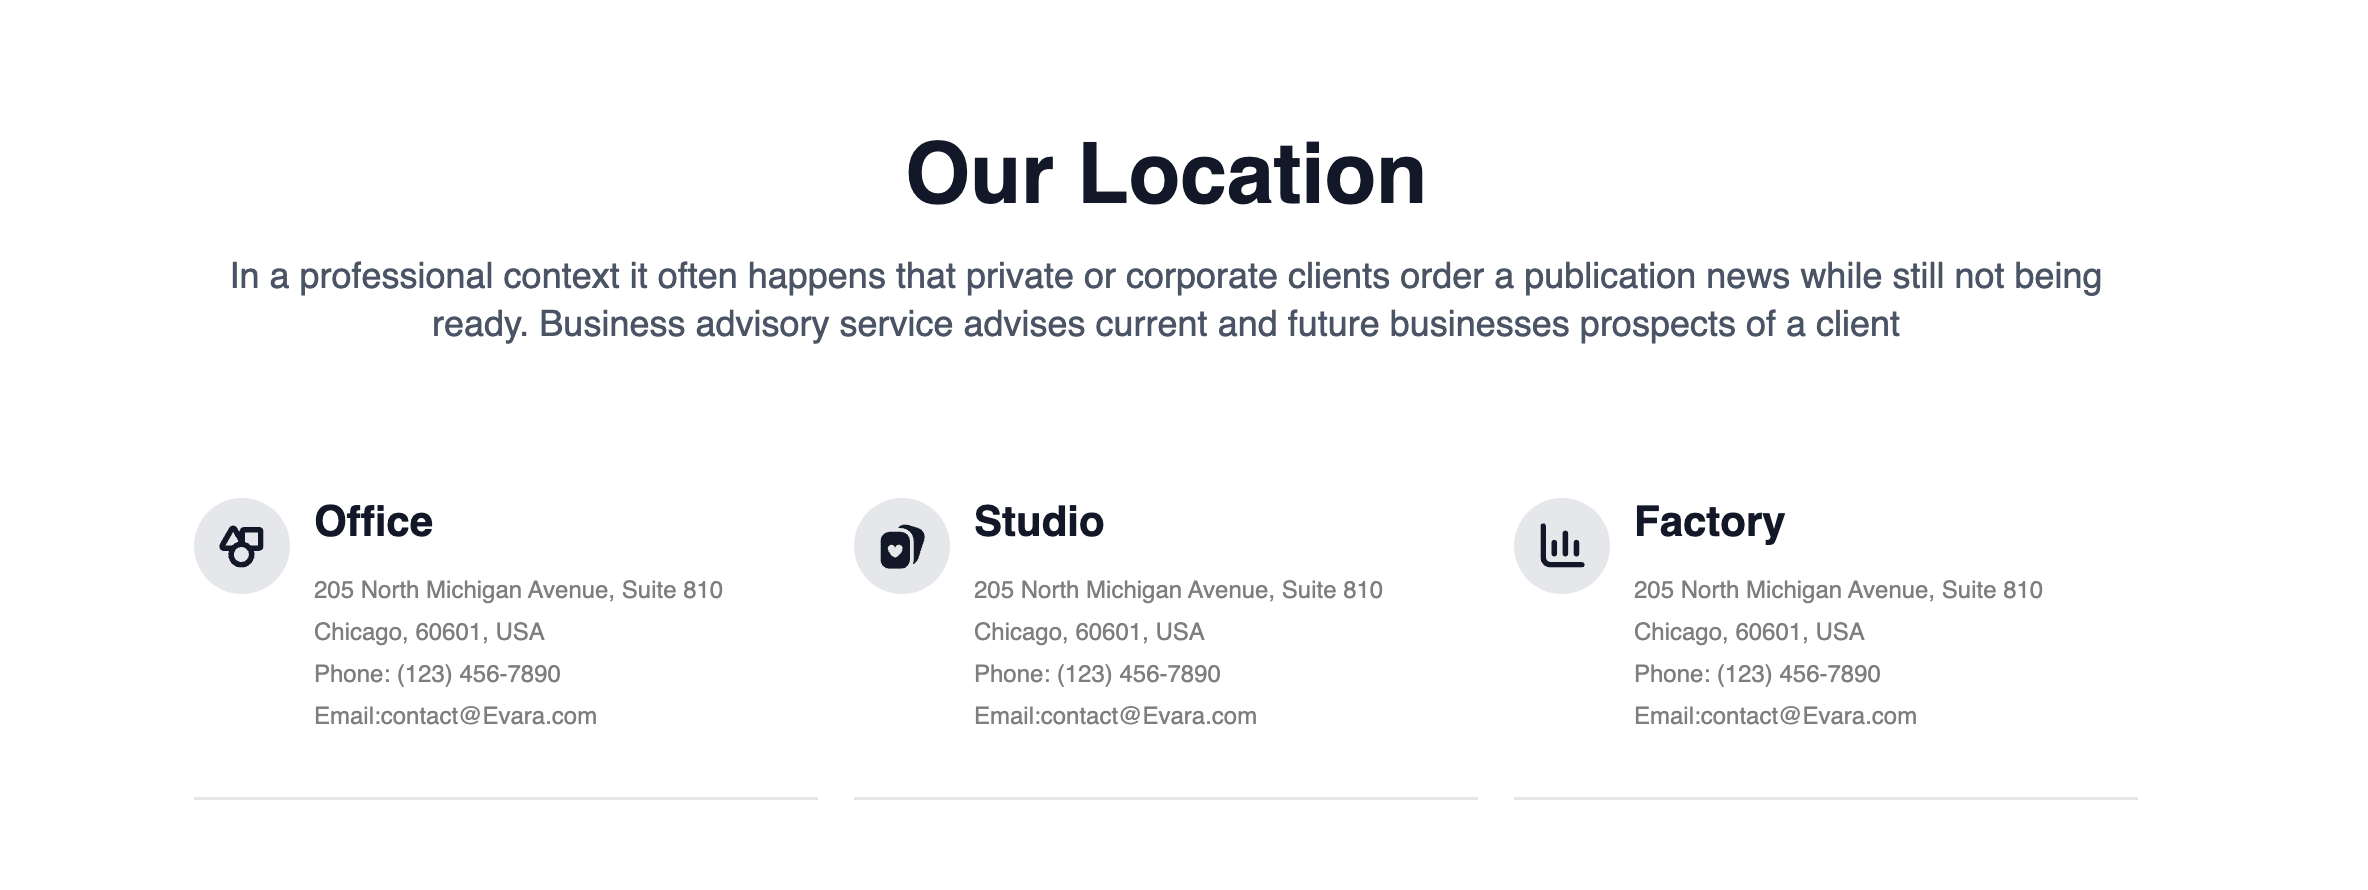 Our Location
In a professional context it often happens that private or corporate clients order a publication news while still not being
ready. Business advisory service advises current and future businesses prospects of a client
Office
205 North Michigan Avenue, Suite 810
Chicago, 60601, USA
Phone: (123) 456-7890
Email:contact@Evara.com
Studio
205 North Michigan Avenue, Suite 810
Chicago, 60601, USA
Phone: (123) 456-7890
Email:contact@Evara.com
Factory
205 North Michigan Avenue, Suite 810
Chicago, 60601, USA
Phone: (123) 456-7890
Email:contact@Evara.com